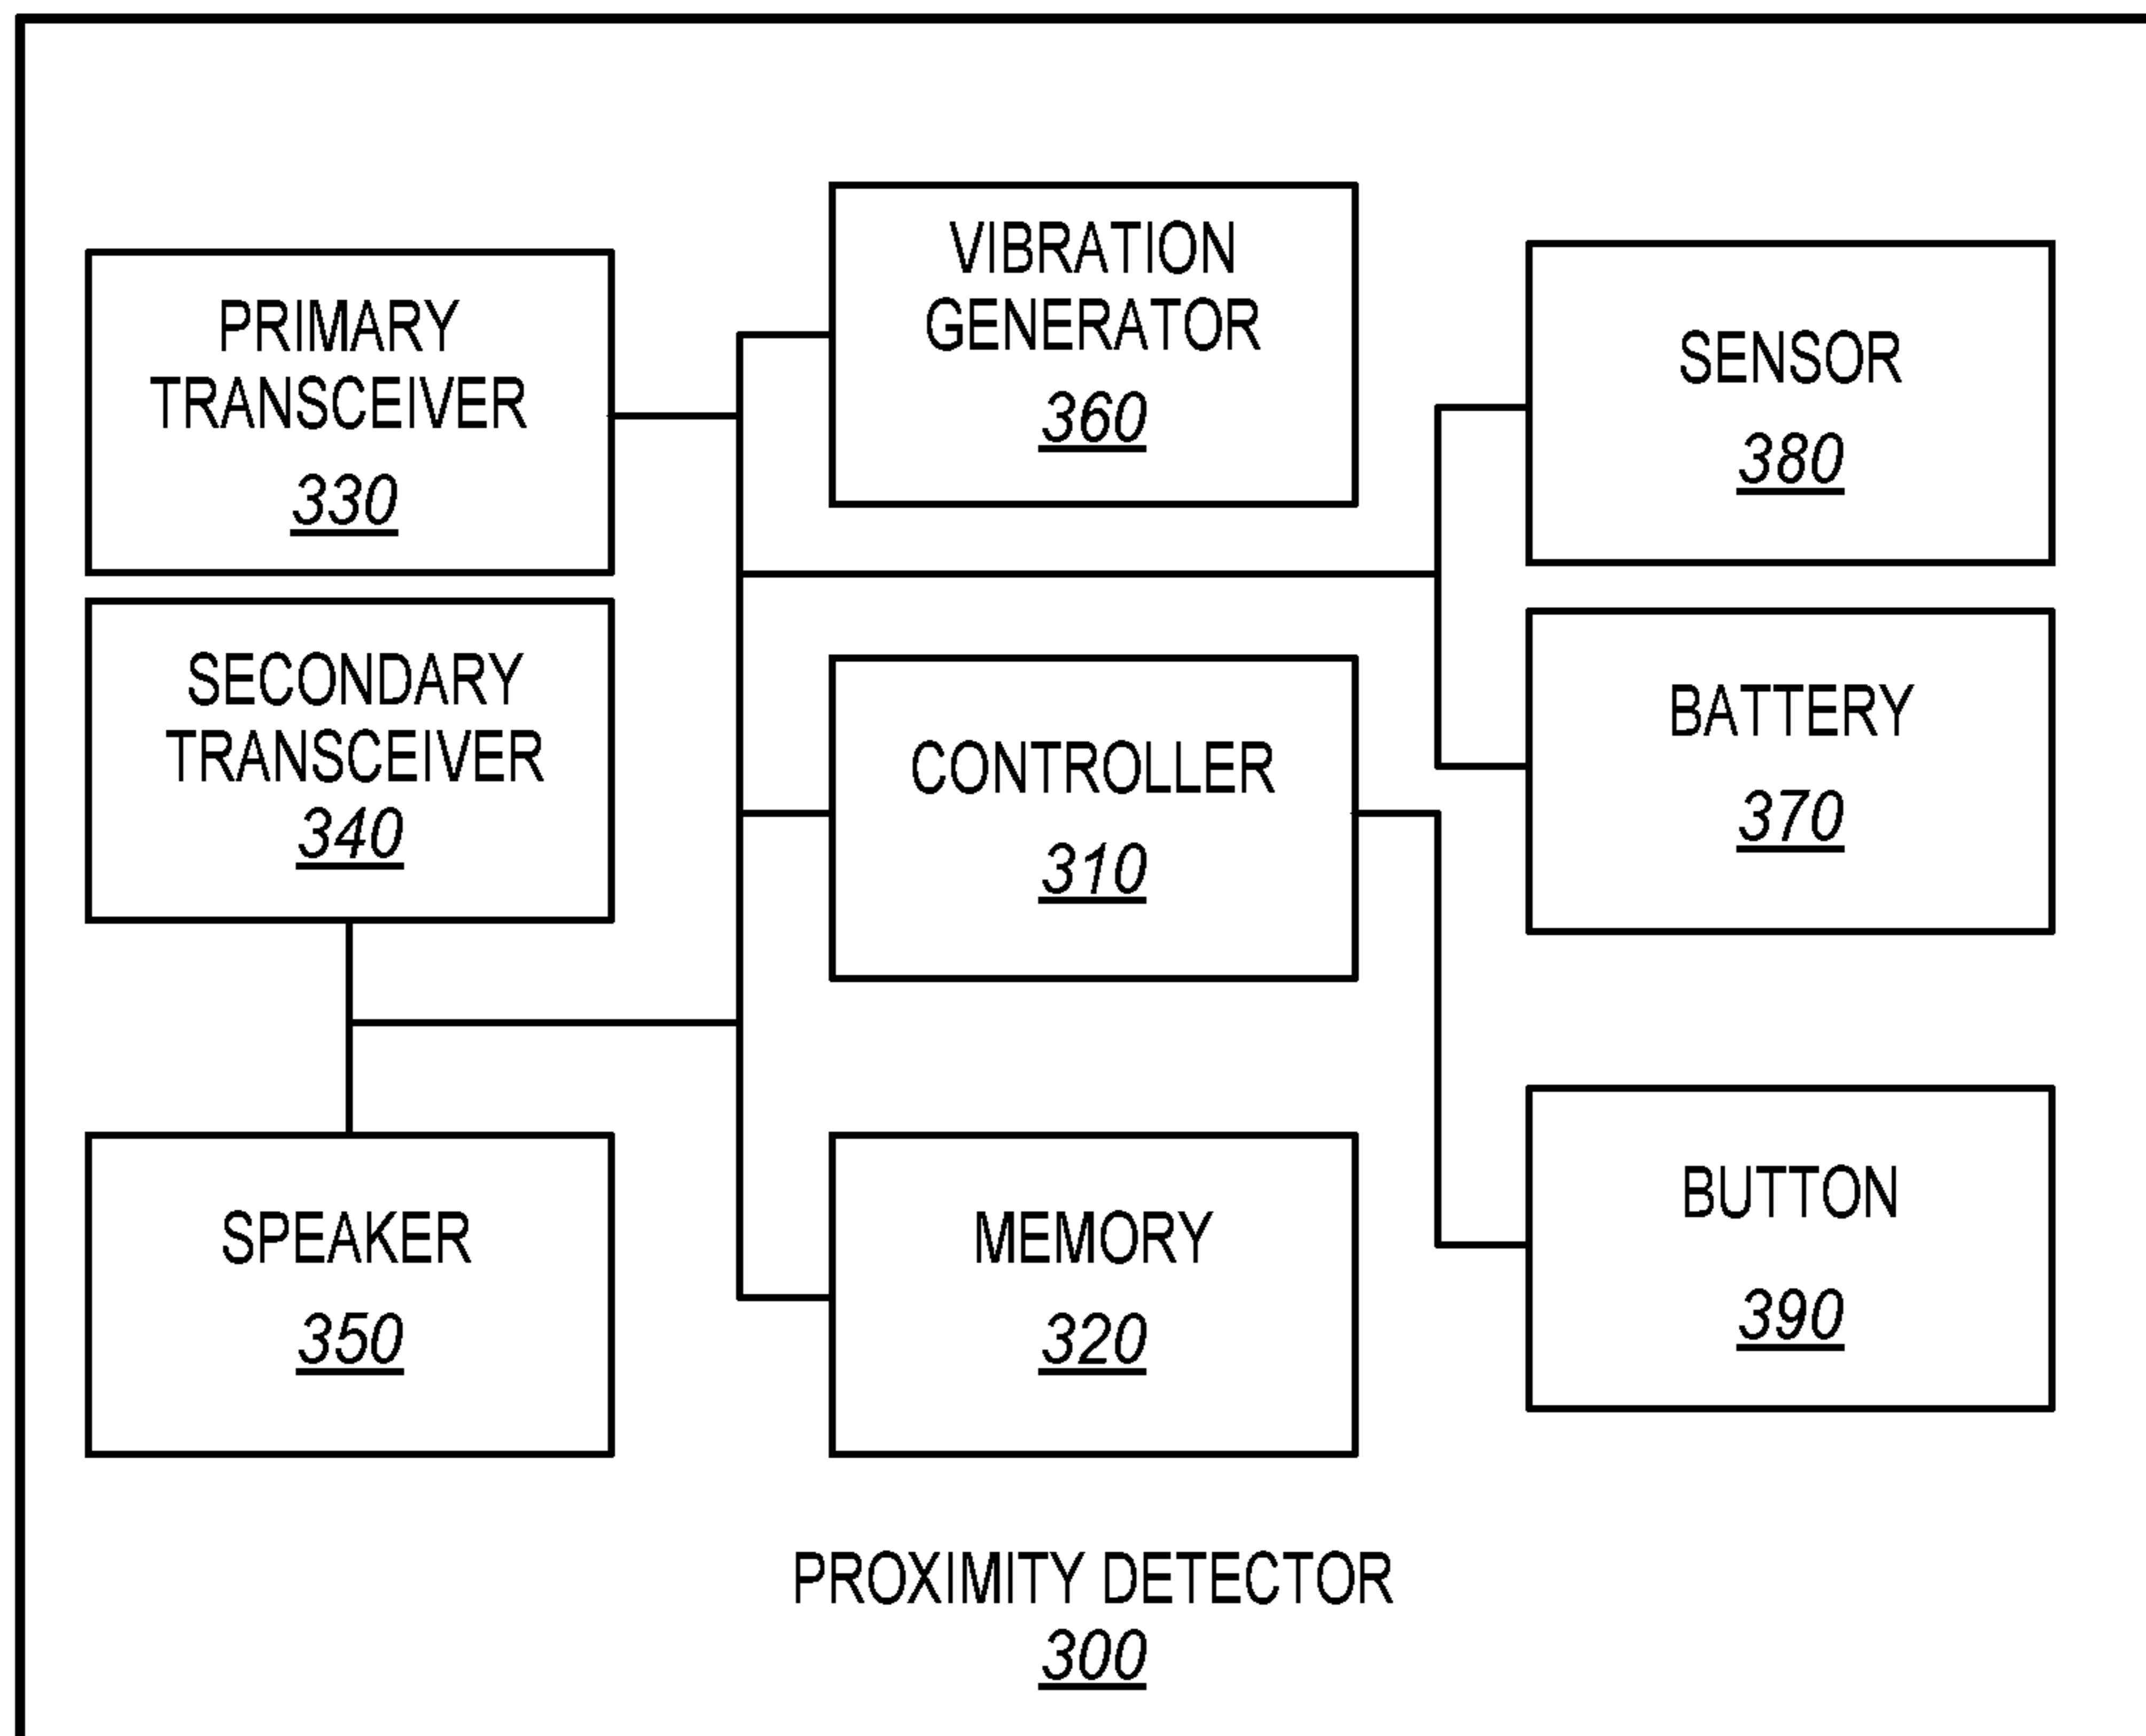 PRIMARY
TRANSCEIVER
330
SECONDARY
TRANSCEIVER
340
SPEAKER
350
VIBRATION
GENERATOR
360
CONTROLLER
310
MEMORY
320
SENSOR
380
BATTERY
370
BUTTON
390
PROXIMITY DETECTOR
300